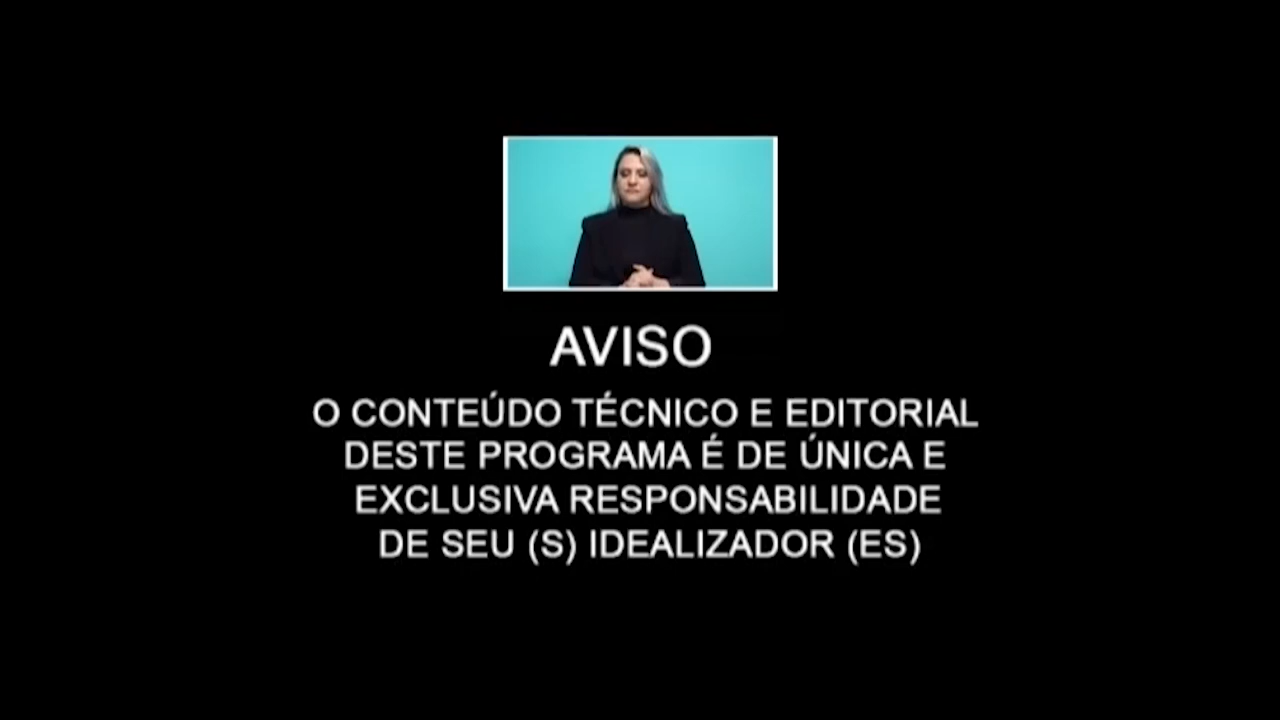 AVISO
O CONTEÚDO TÉCNICO E EDITORIAL
DESTE PROGRAMA É DE ÚNICA E
EXCLUSIVA RESPONSABILIDADE
DE SEU (S) IDEALIZADOR (ES)